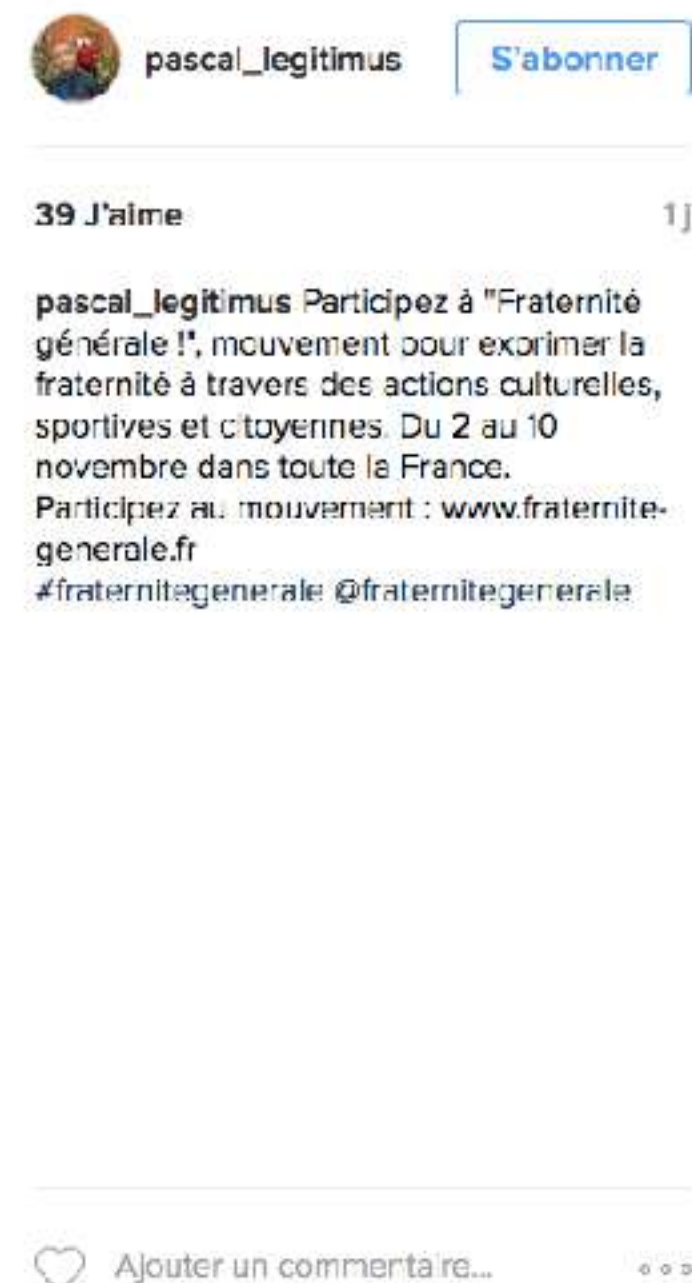 pascal_legitimus S'abonner
39 J'aime 1 j
pascal_legitimus Participez à "Fraternité
générale !", mouvement pour exprimer la
fraternité à travers des actions culturelles,
sportives et citoyennes. Du 2 au 10
novembre dans toute la France.
Participez au mouvement : www.fraternite-
generale.fr
#fraternitegenerale @fraternitegenerale
Ajouter un commentaire...